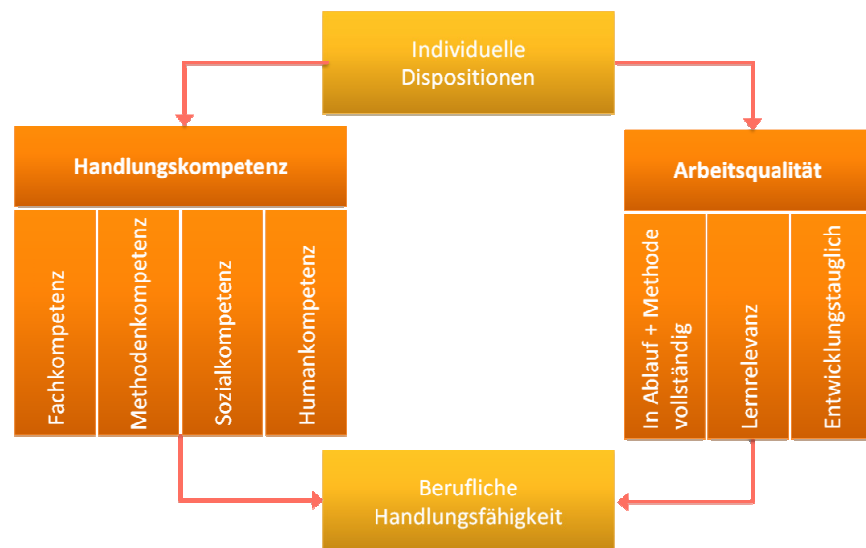 Individuelle
Dispositionen
Handlungskompetenz
Fachkompetenz
Methodenkompetenz
Sozialkompetenz
Humankompetenz
Arbeitsqualität
In Ablauf + Methode
vollständig
Lernrelevanz
Entwicklungstauglich
Berufliche
Handlungsfähigkeit